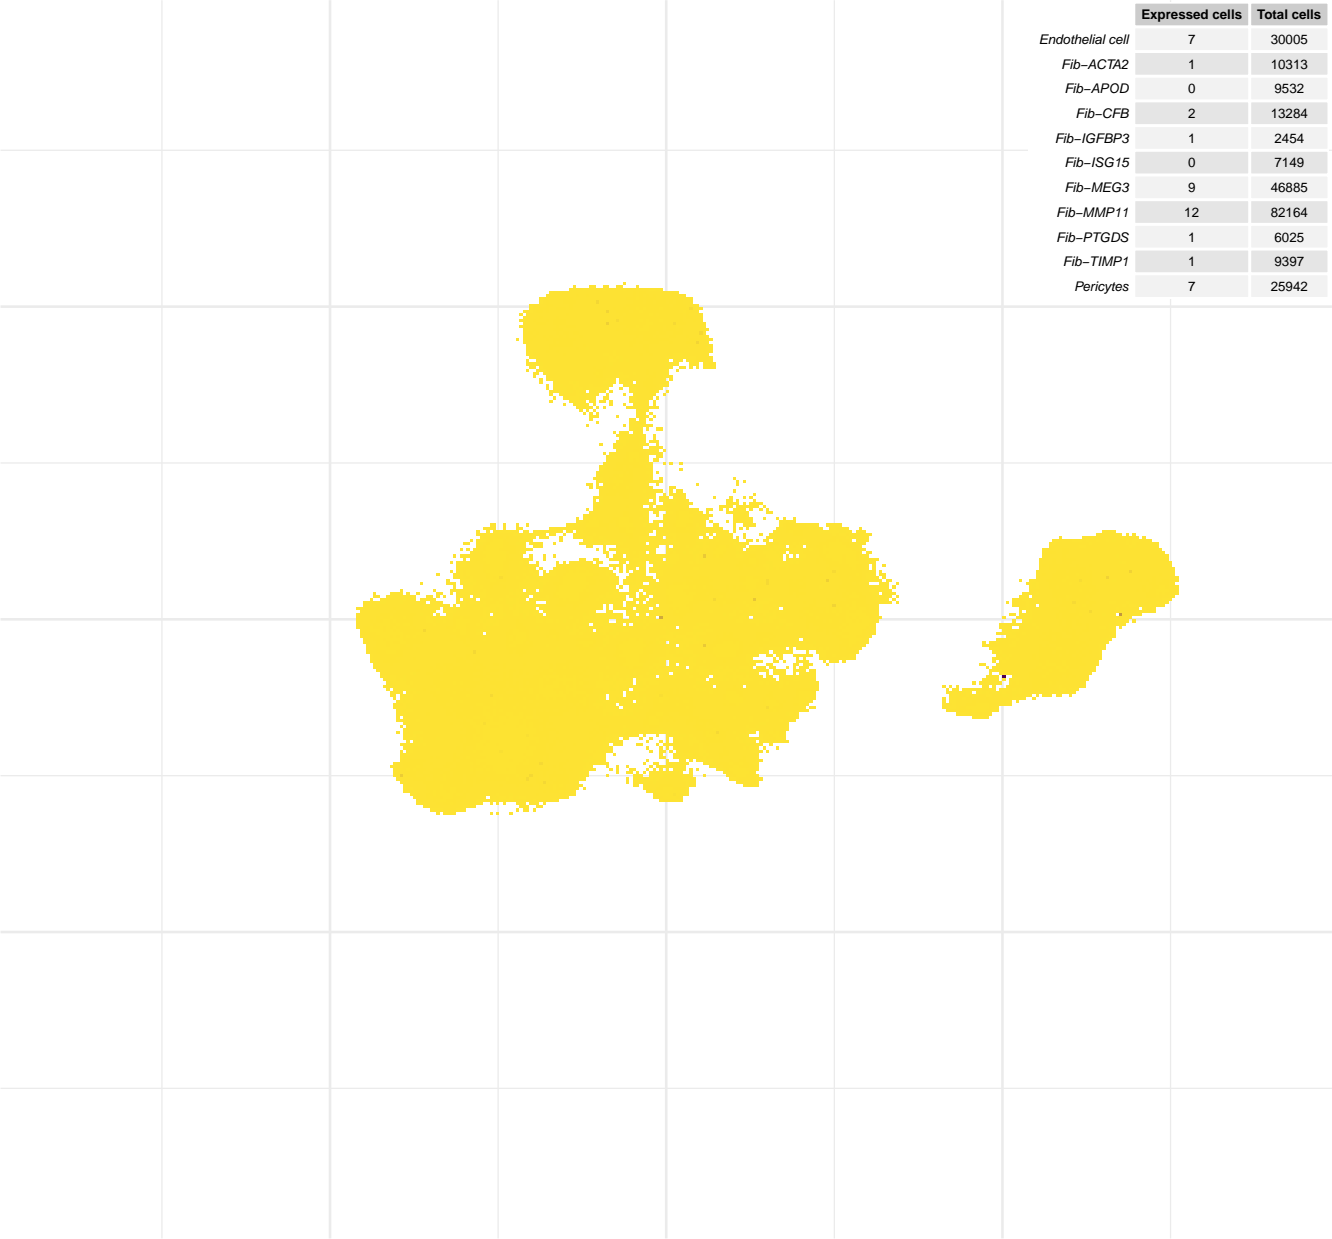 Expressed cells Total cells
Endothelial cell 7 30005
Fib−ACTA2 1 10313
Fib−APOD 0 9532
Fib−CFB 2 13284
Fib−IGFBP3 1 2454
Fib−ISG15 0 7149
Fib−MEG3 9 46885
Fib−MMP11 12 82164
Fib−PTGDS 1 6025
Fib−TIMP1 1 9397
Pericytes 7 25942